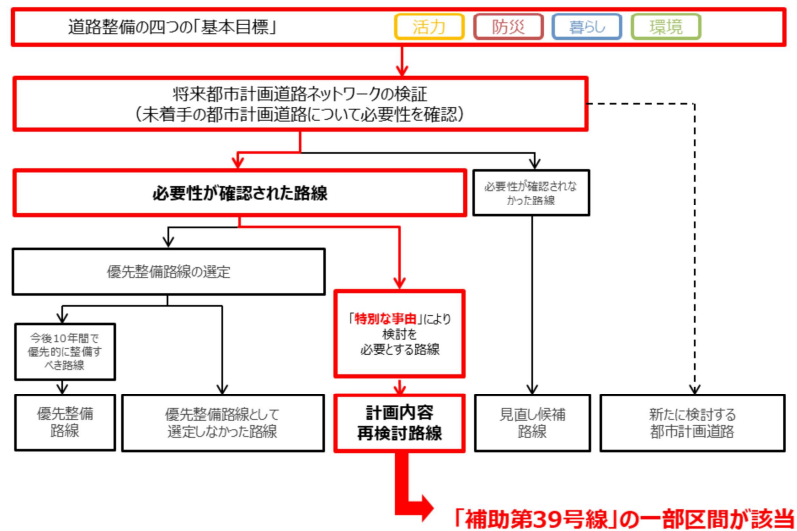 道路整備の四つの「基本目標」 活力 防災 暮らし 環境
将来都市計画道路ネットワークの検証
（未着手の都市計画道路について必要性を確認）
必要性が確認された路線
必要性が確認されな
かった路線
優先整備路線の選定
「特別な事由」により
検討を
必要とする路線
今後10年間で
優先的に整備す
べき路線
優先整備
路線
優先整備路線として
選定しなかった路線
計画内容
再検討路線
見直し候補
路線
新たに検討する
都市計画道路
「補助第39号線」の一部区間が該当